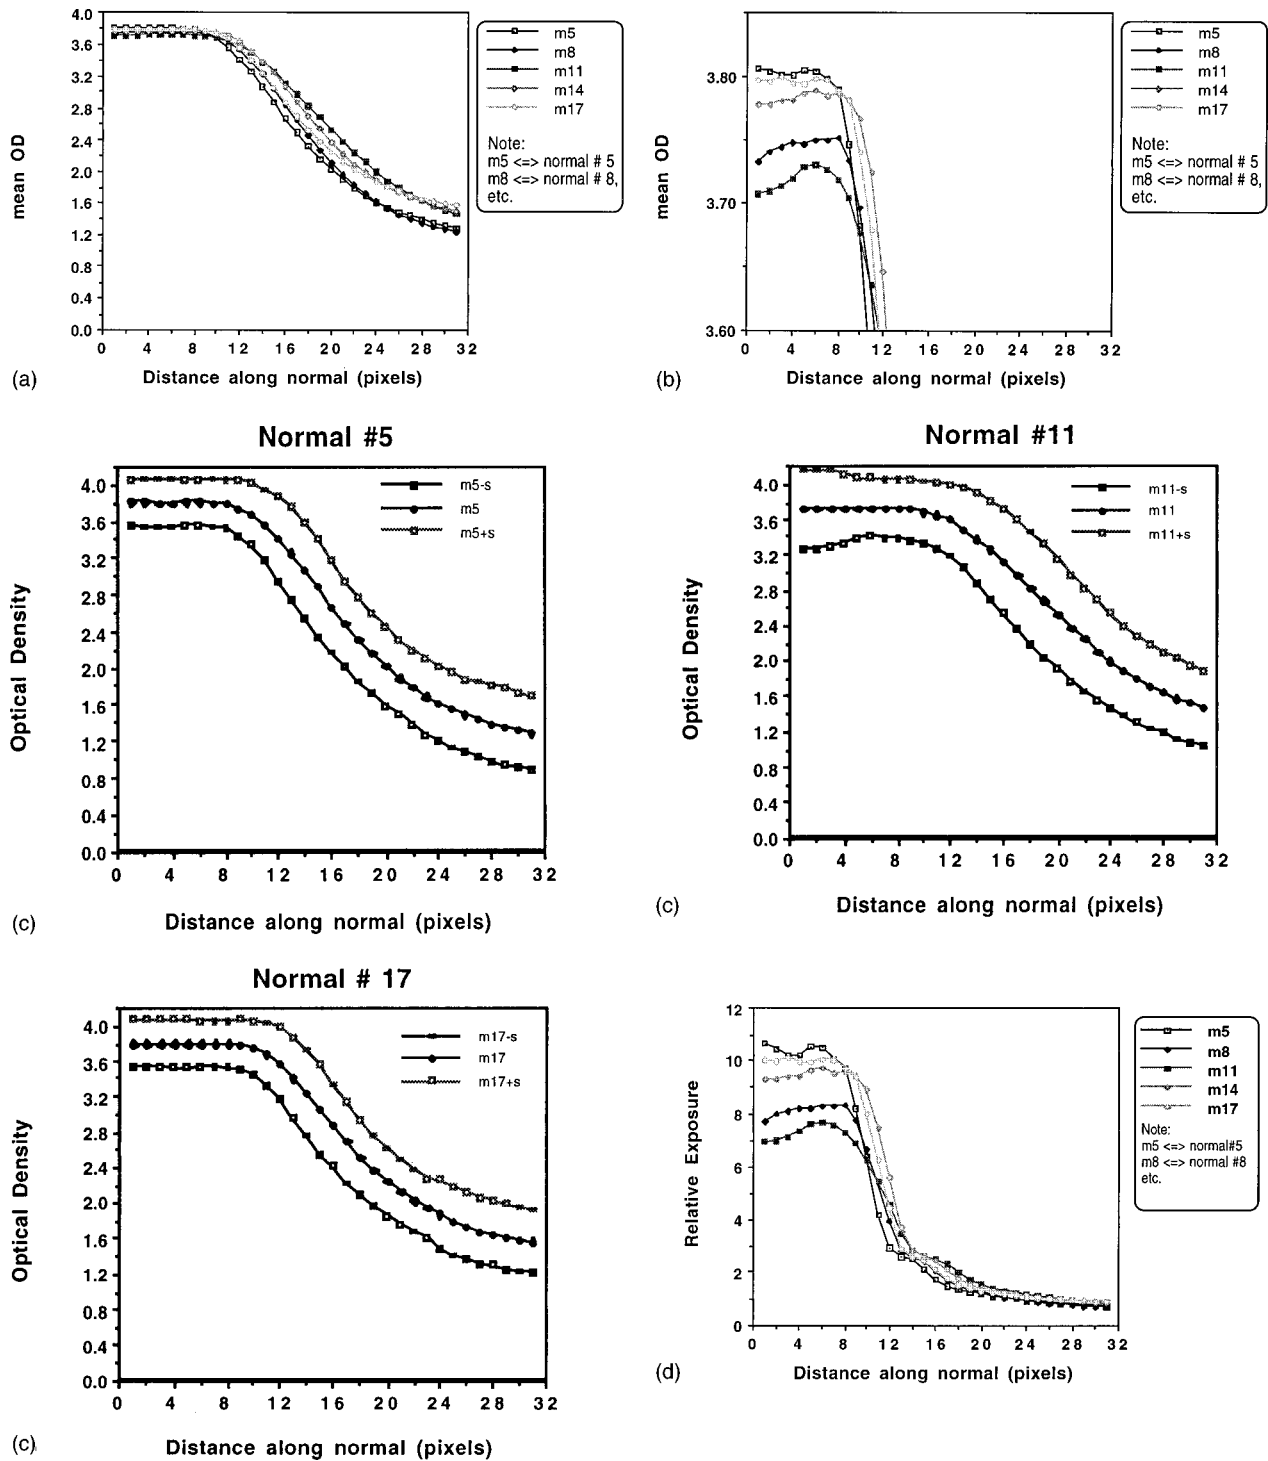 4.0
3.6
3.2
2.8
2.4
2.0
1.6
1.2
0.8
0.4
0.0
mean OD
0 4 8 12 16 20 24 28 32
Distance along normal (pixels)
(a)
m5
m8
m11
m14
m17
Note:
m5 <=> normal # 5
m8 <=> normal # 8,
etc.
3.80
3.70
3.60
mean OD
0 4 8 12 16 20 24 28 32
Distance along normal (pixels)
(b)
m5
m8
m11
m14
m17
Note:
m5 <=> normal # 5
m8 <=> normal # 8,
etc.
Normal #5
4.0
3.6
3.2
2.8
2.4
2.0
1.6
1.2
0.8
0.4
0.0
Optical Density
m5-s
m5
m5+s
0 4 8 12 16 20 24 28 32
Distance along normal (pixels)
(c)
Normal #11
4.0
3.6
3.2
2.8
2.4
2.0
1.6
1.2
0.8
0.4
0.0
Optical Density
m11-s
m11
m11+s
0 4 8 12 16 20 24 28 32
Distance along normal (pixels)
(c)
Normal # 17
4.0
3.6
3.2
2.8
2.4
2.0
1.6
1.2
0.8
0.4
0.0
Optical Density
m17-s
m17
m17+s
0 4 8 12 16 20 24 28 32
Distance along normal (pixels)
(c)
12
10
8
6
4
2
0
Relative Exposure
0 4 8 12 16 20 24 28 32
Distance along normal (pixels)
(d)
m5
m8
m11
m14
m17
Note:
m5 <=> normal#5
m8 <=> normal #8
etc.